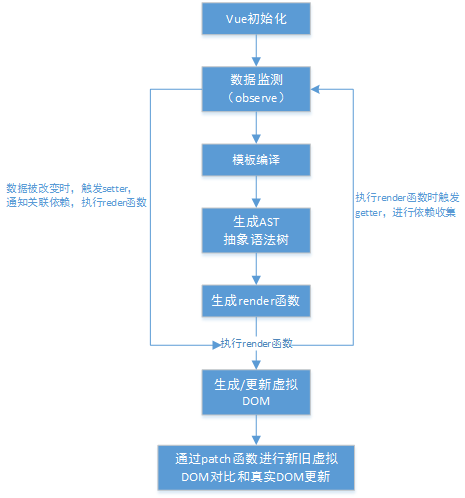 Vue初始化
数据监测
（observe）
模板编译
数据被改变时，触发setter，
通知关联依赖，执行reder函数
执行render函数时触发
getter，进行依赖收集
生成AST
抽象语法树
生成render函数
执行render函数
生成/更新虚拟
DOM
通过patch函数进行新旧虚拟
DOM对比和真实DOM更新